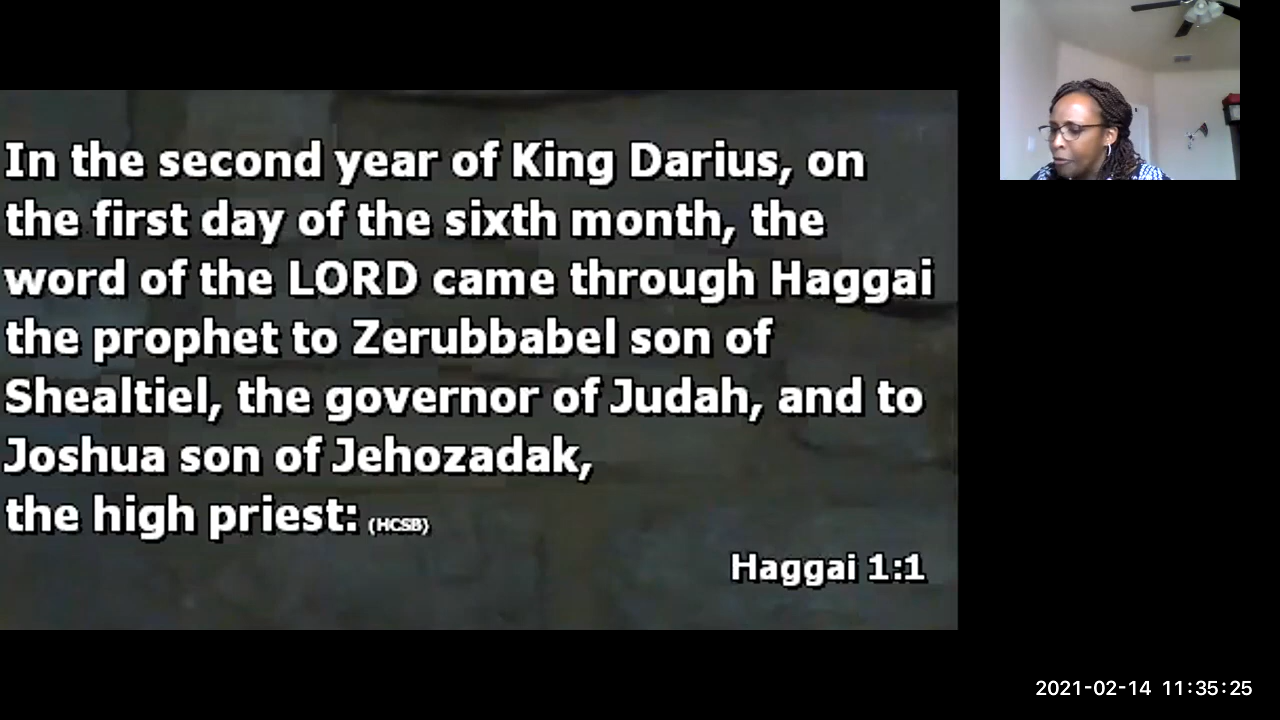 In the second year of King Darius, on
the first day of the sixth month, the
word of the LORD came through Haggai
the prophet to Zerubbabel son of
Shealtiel, the governor of Judah, and to
Joshua son of Jehozadak,
the high priest: (HCSB)
Haggai 1:1
2021-02-14 11:35:25